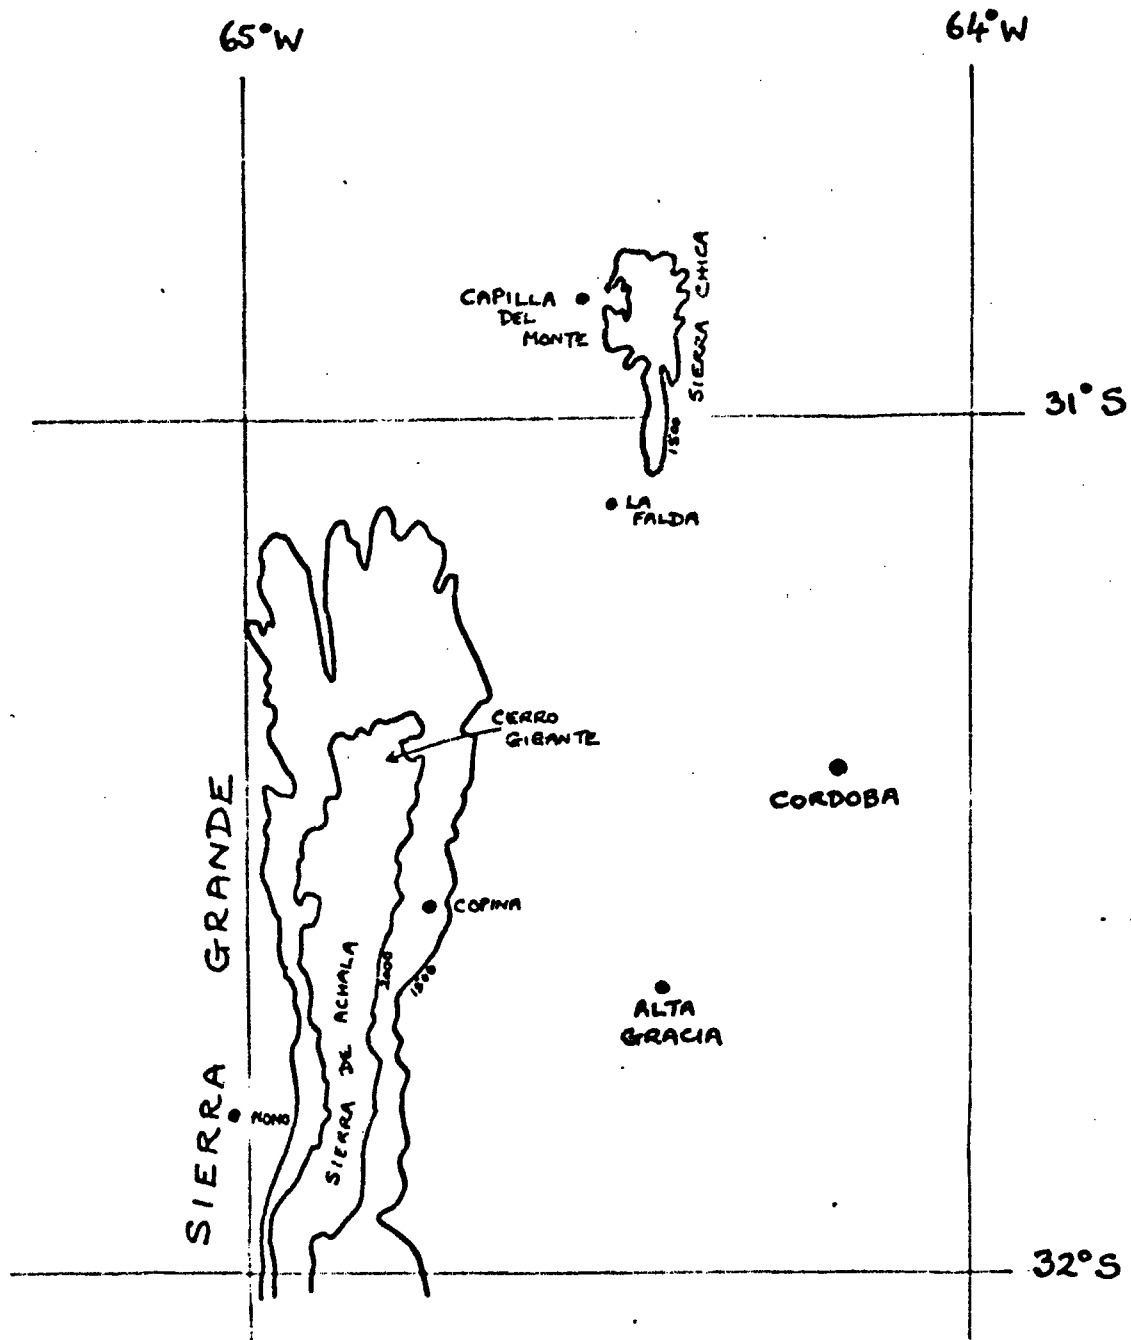 65°W
64°W
CAPILLA
DEL
MONTE
SIERRA CHICA
31°S
1500
LA
FALDA
CERRO
GIGANTE
CORDOBA
SIERRA GRANDE
COPINA
SIERRA DE ACHALA
2000
1500
ALTA
GRACIA
NONO
32°S